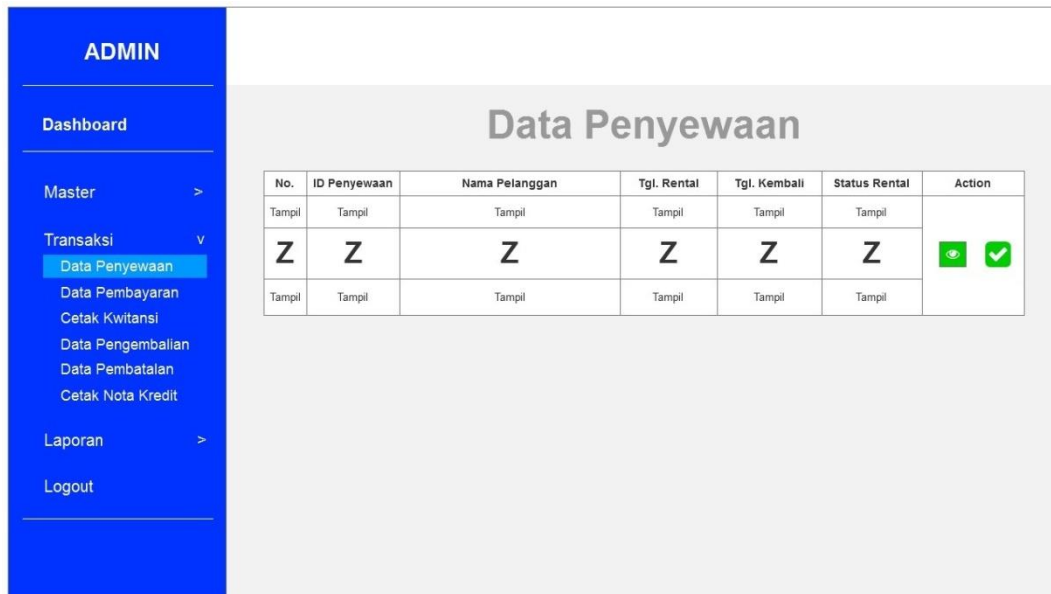 ADMIN
Dashboard
Master >
Transaksi v
Data Penyewaan
Data Pembayaran
Cetak Kwitansi
Data Pengembalian
Data Pembatalan
Cetak Nota Kredit
Laporan >
Logout
Data Penyewaan
No. ID Penyewaan Nama Pelanggan Tgl. Rental Tgl. Kembali Status Rental Action
Tampil Tampil Tampil Tampil Tampil Tampil
Z Z Z Z Z Z
Tampil Tampil Tampil Tampil Tampil Tampil